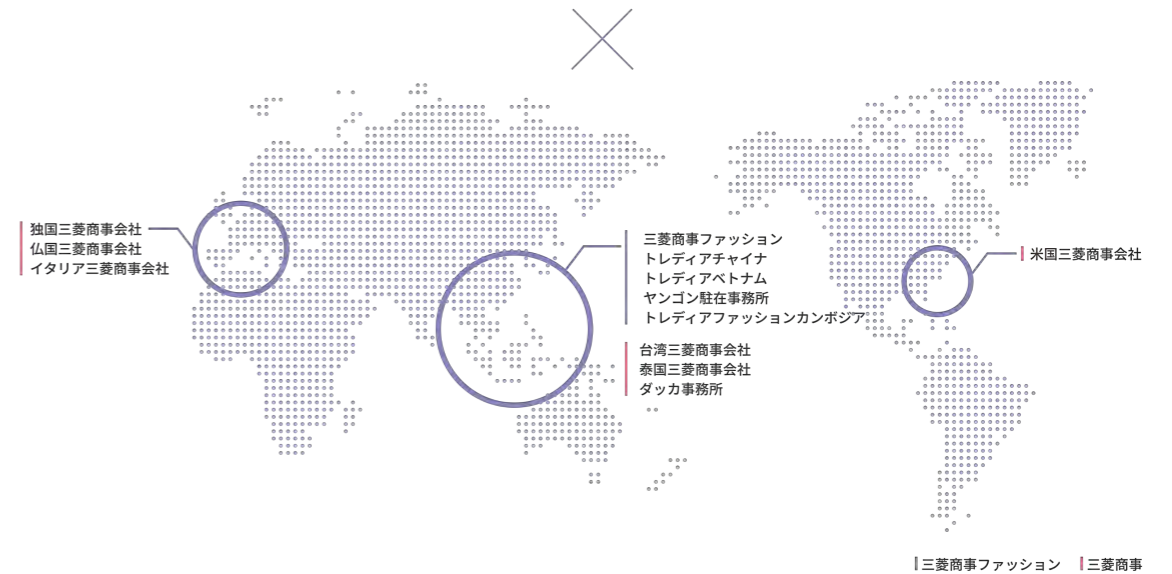 独国三菱商事会社
仏国三菱商事会社
イタリア三菱商事会社
三菱商事ファッション
トレディアチャイナ
トレディアベトナム
ヤンゴン駐在事務所
トレディアファッションカンボジア
台湾三菱商事会社
泰国三菱商事会社
ダッカ事務所
米国三菱商事会社
三菱商事ファッション
三菱商事